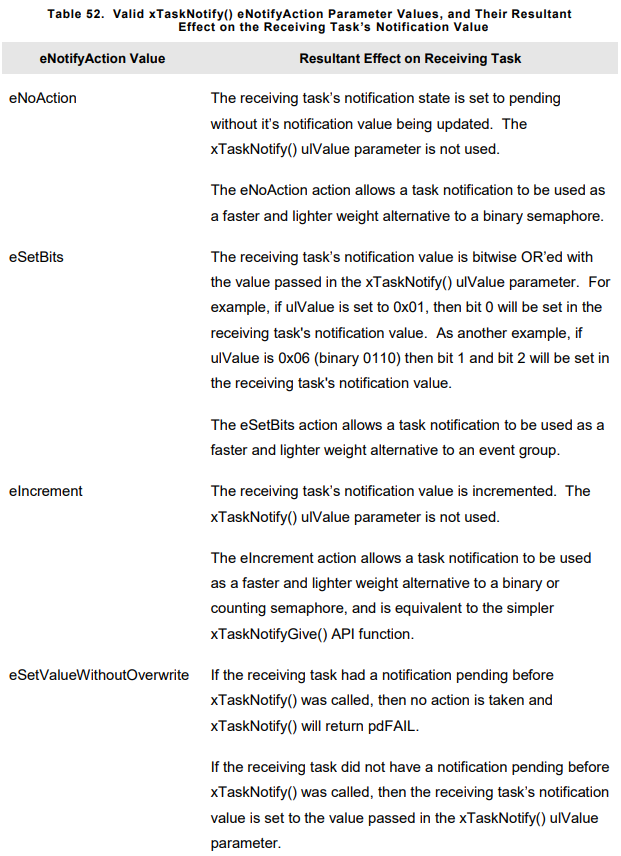 Table 52. Valid xTaskNotify() eNotifyAction Parameter Values, and Their Resultant
Effect on the Receiving Task's Notification Value
eNotifyAction Value
Resultant Effect on Receiving Task
eNoAction
The receiving task's notification state is set to pending
without it's notification value being updated. The
xTaskNotify() ulValue parameter is not used.
The eNoAction action allows a task notification to be used as
a faster and lighter weight alternative to a binary semaphore.
eSetBits
The receiving task's notification value is bitwise OR'ed with
the value passed in the xTaskNotify() ulValue parameter. For
example, if ulValue is set to 0x01, then bit 0 will be set in the
receiving task's notification value. As another example, if
ulValue is 0x06 (binary 0110) then bit 1 and bit 2 will be set in
the receiving task's notification value.
The eSetBits action allows a task notification to be used as a
faster and lighter weight alternative to an event group.
eIncrement
The receiving task's notification value is incremented. The
xTaskNotify() ulValue parameter is not used.
The eIncrement action allows a task notification to be used
as a faster and lighter weight alternative to a binary or
counting semaphore, and is equivalent to the simpler
xTaskNotifyGive() API function.
eSetValueWithoutOverwrite
If the receiving task had a notification pending before
xTaskNotify() was called, then no action is taken and
xTaskNotify() will return pdFAIL.
If the receiving task did not have a notification pending before
xTaskNotify() was called, then the receiving task's notification
value is set to the value passed in the xTaskNotify() ulValue
parameter.